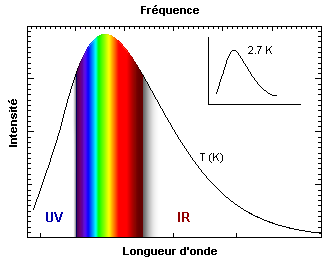 Fréquence
2.7 K
Intensité
T (K)
UV
IR
Longueur d'onde